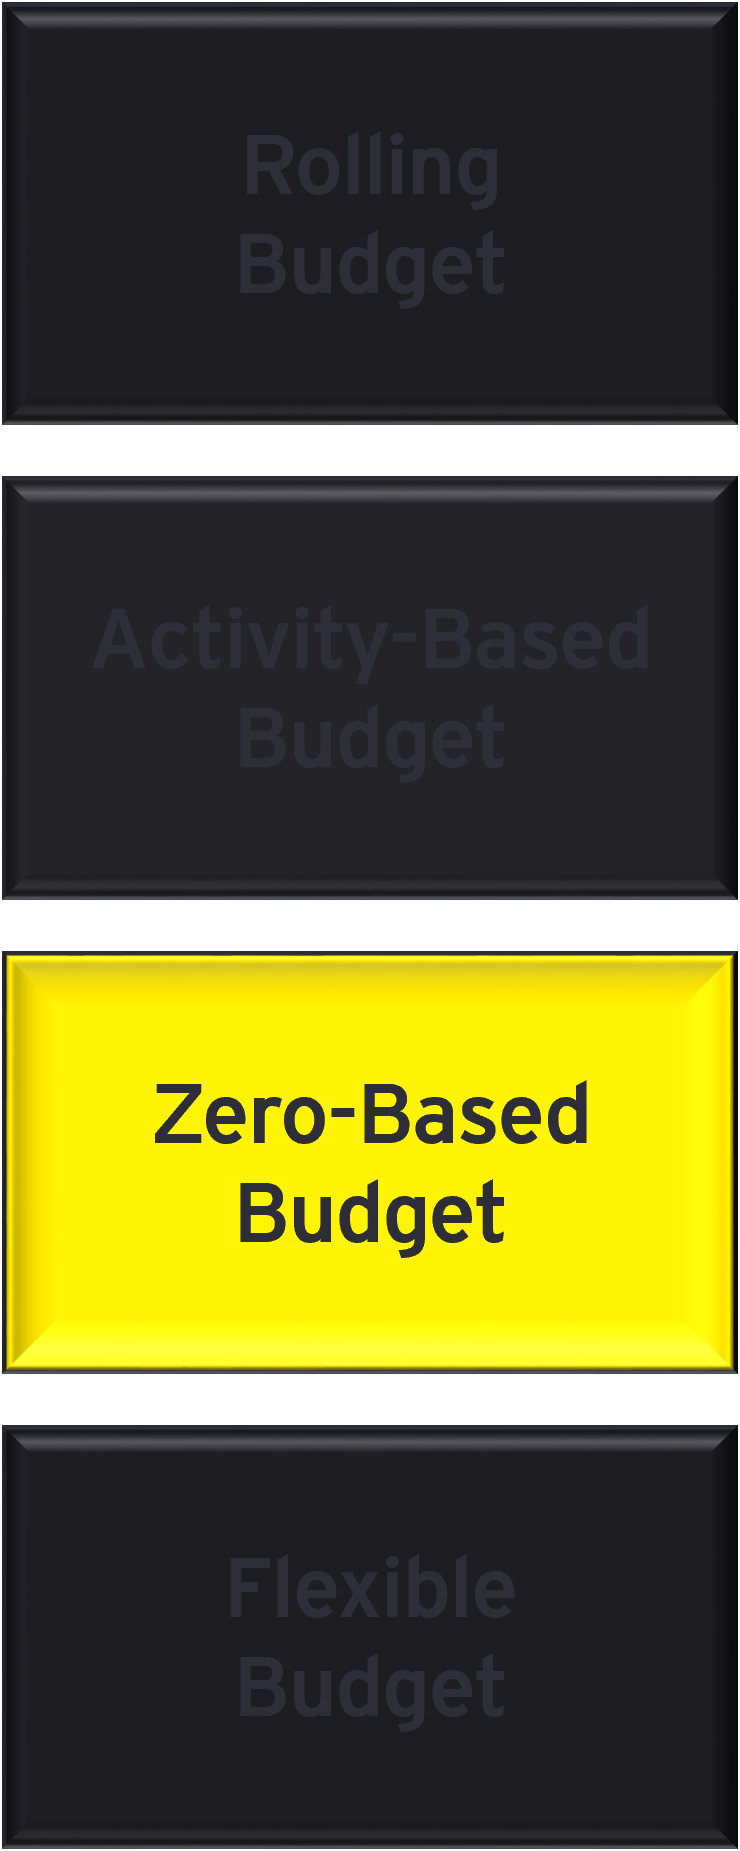 Rolling
Budget
Activity-Based
Budget
Zero-Based
Budget
Flexible
Budget